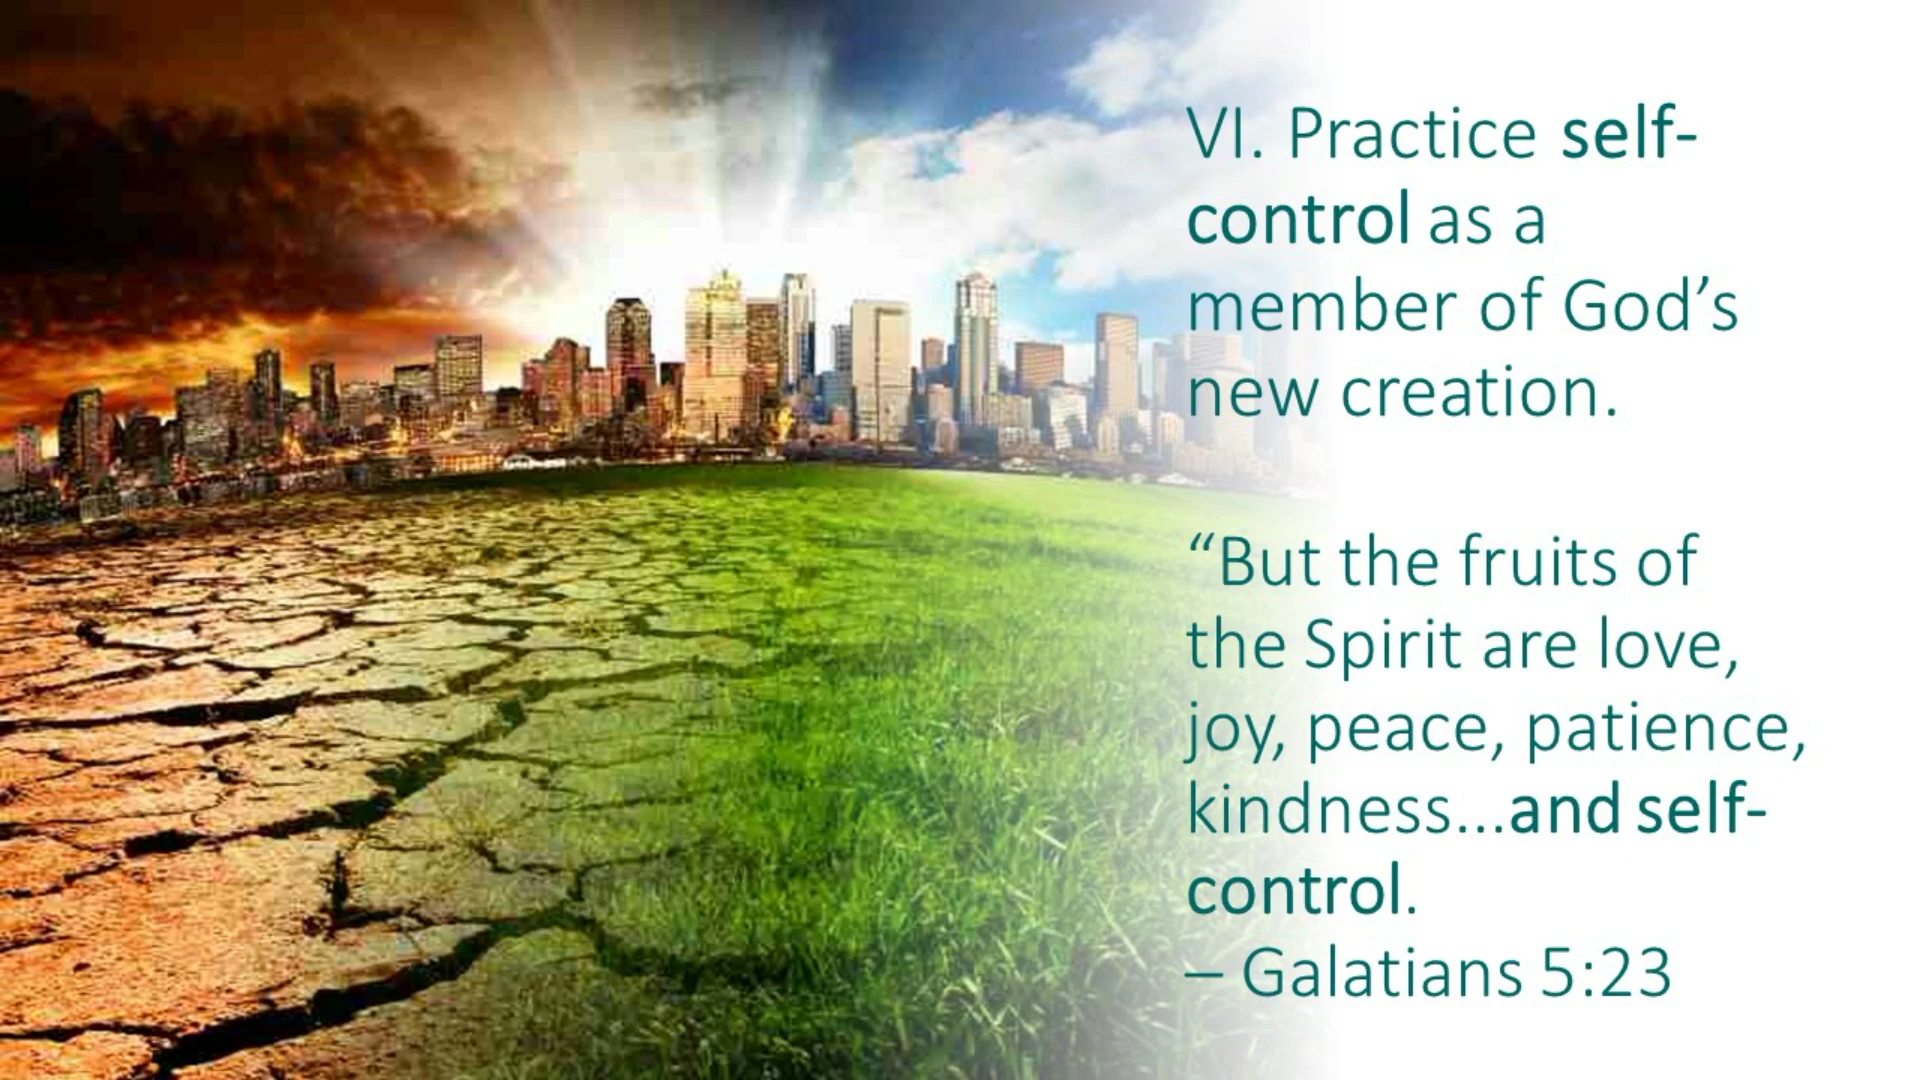 VI. Practice self-
control as a
member of God’s
new creation.
“But the fruits of
the Spirit are love,
joy, peace, patience,
kindness...and self-
control.
– Galatians 5:23